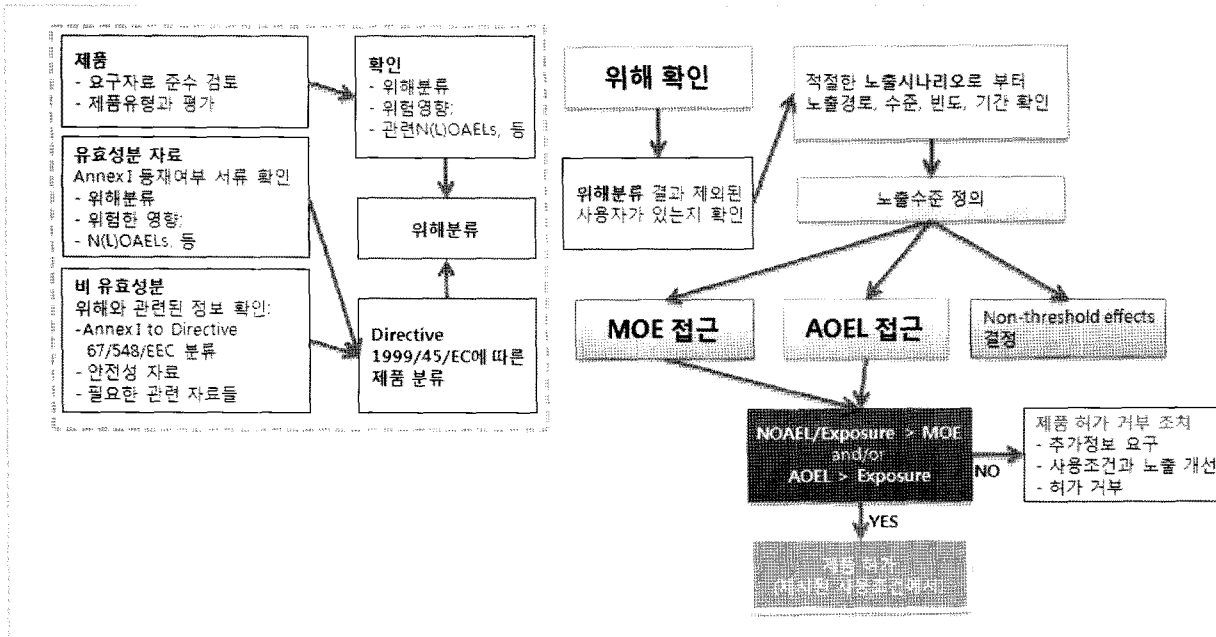 제품
- 요구자료 준수 검토
- 제품유형과 평가
유효성분 자료
Annex I 등재여부 서류 확인
- 위해분류
- 위험한 영향;
- N(L)OAELs, 등
비 유효성분
위해와 관련된 정보 확인:
-Annex I to Directive
67/548/EEC 분류
- 안전성 자료
- 필요한 관련 자료들
확인
- 위해분류
- 위험영향;
- 관련N(L)OAELs, 등
위해분류
Directive
1999/45/EC에 따른
제품 분류
위해 확인
위해분류 결과 제외된
사용자가 있는지 확인
적절한 노출시나리오로 부터
노출경로, 수준, 빈도, 기간 확인
노출수준 정의
MOE 접근
AOEL 접근
Non-threshold effects
결정
NOAEL/Exposure > MOE
and/or
AOEL > Exposure
NO
제품 허가 거부 조치
- 추가정보 요구
- 사용조건과 노출 개선
- 허가 거부
YES
제품 허가
사용조건에서)